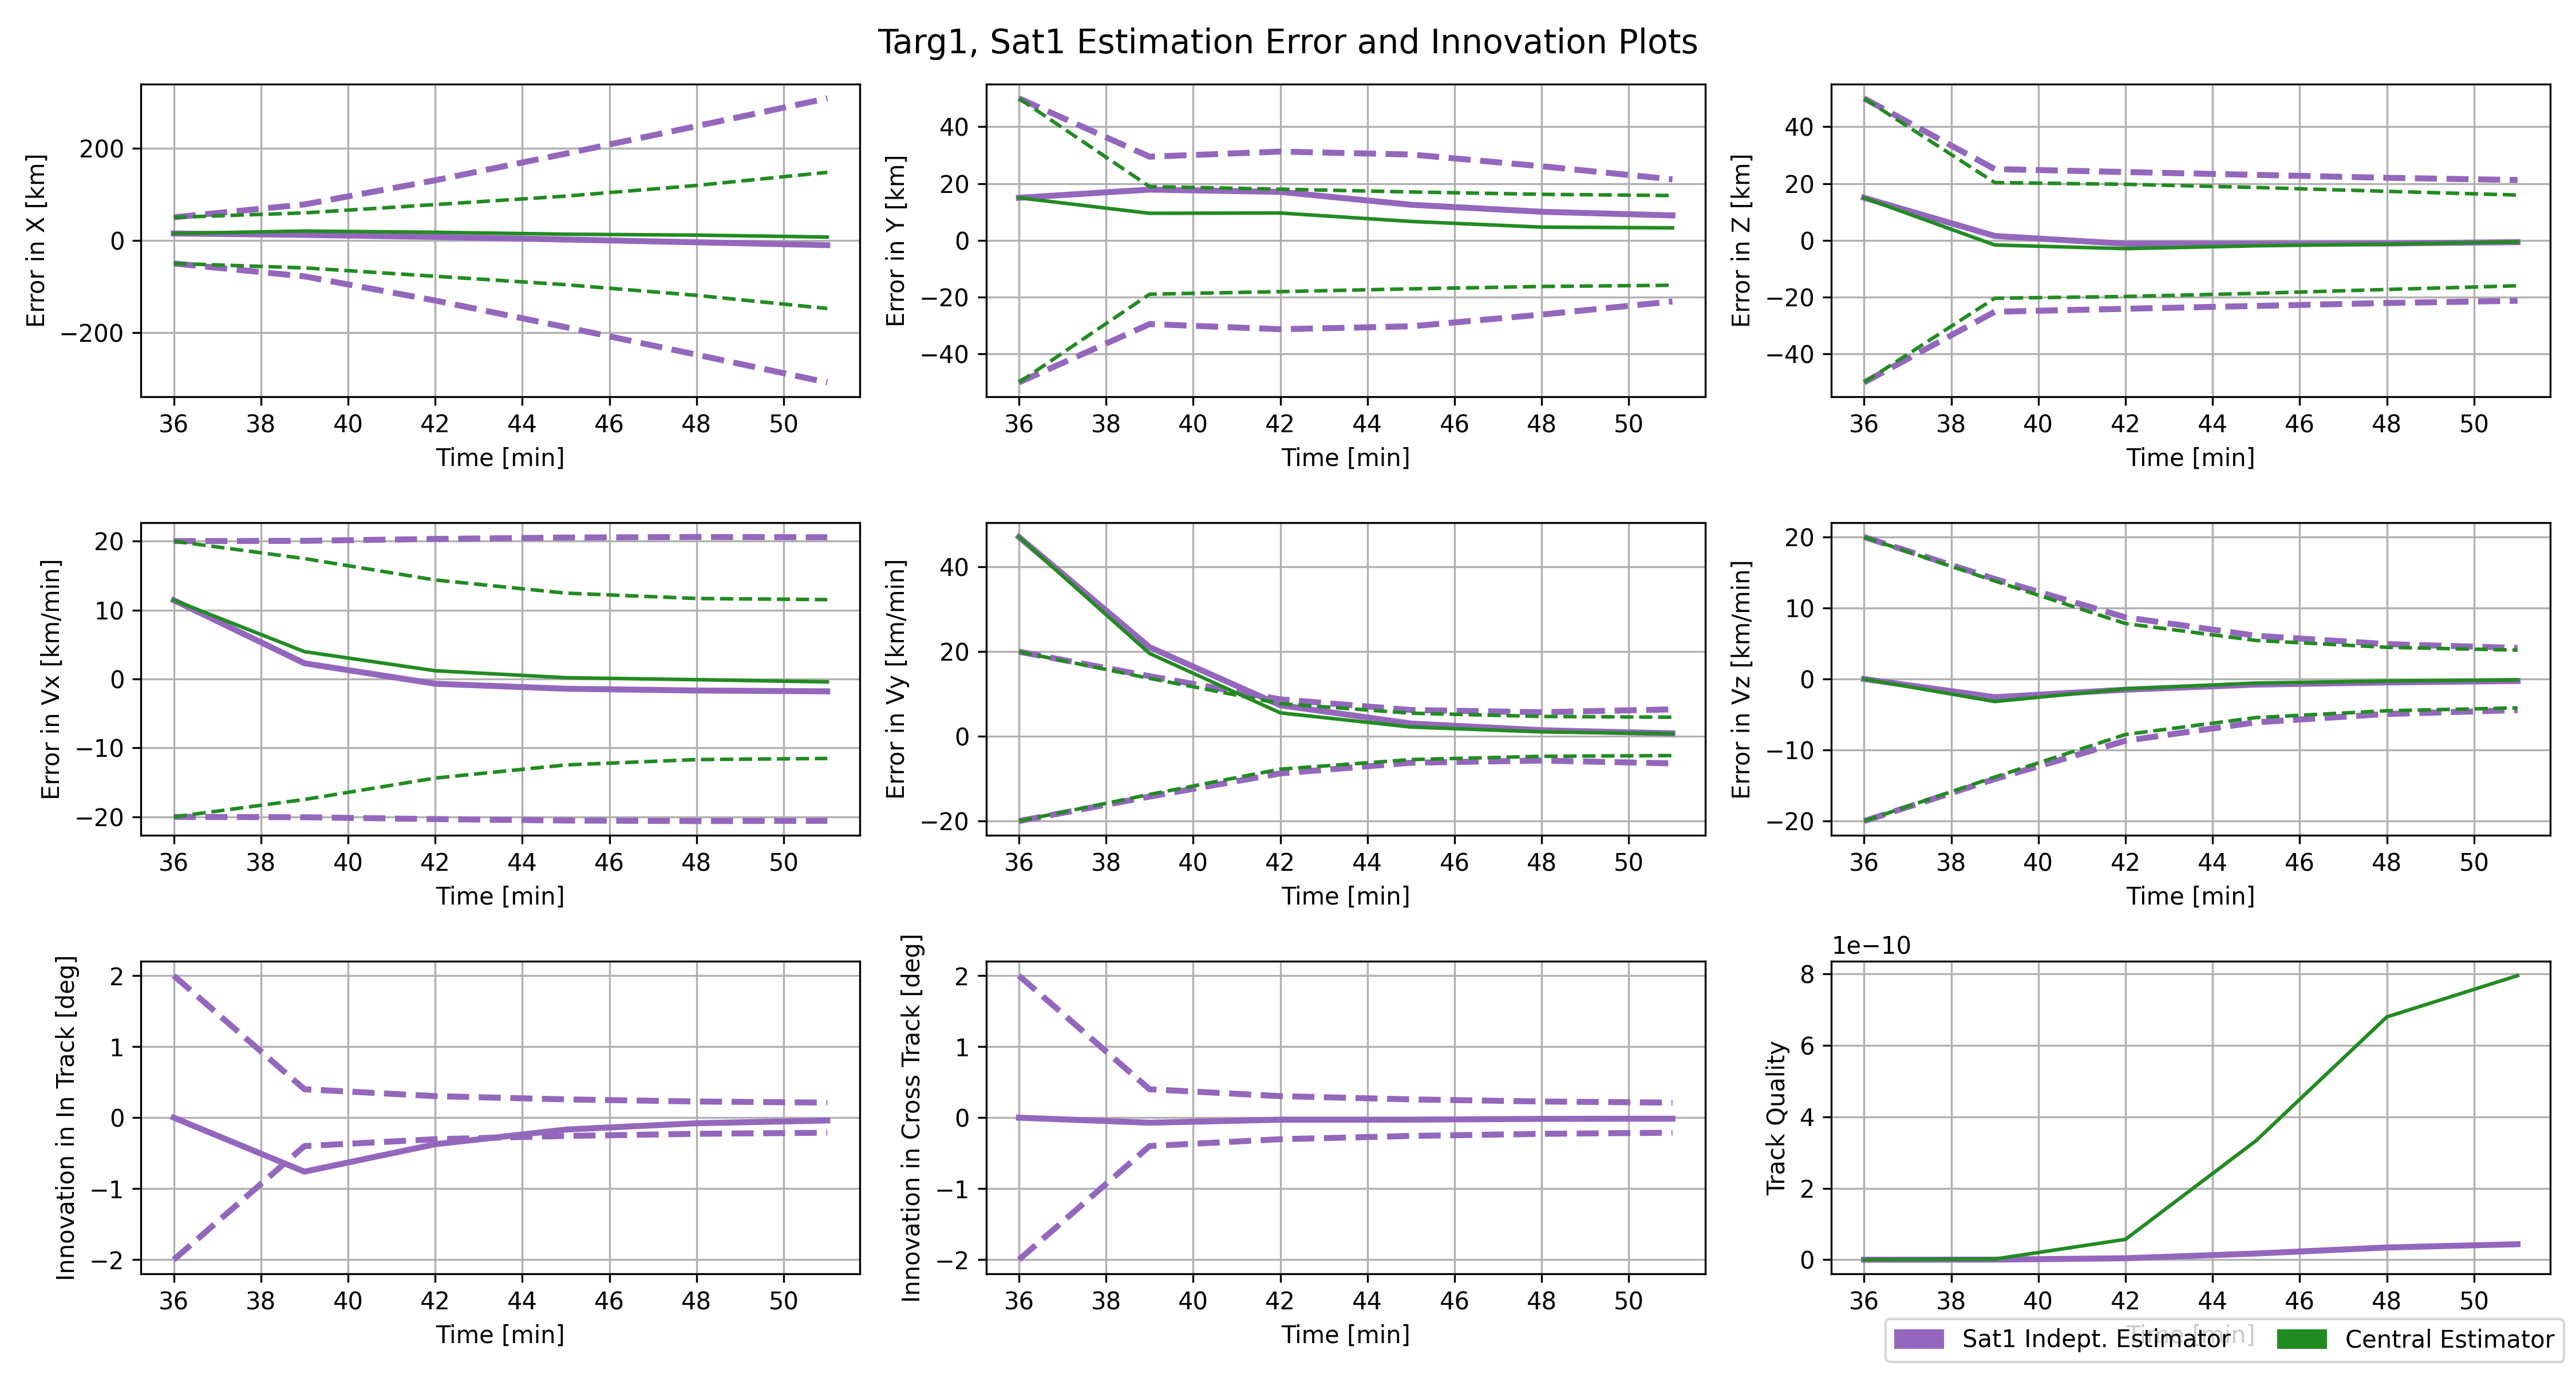 Targ1, Sat1 Estimation Error and Innovation Plots
Error in X [km]
200
0
−200
36 38 40 42 44 46 48 50
Time [min]
Error in Y [km]
40
20
0
−20
−40
36 38 40 42 44 46 48 50
Time [min]
Error in Z [km]
40
20
0
−20
−40
36 38 40 42 44 46 48 50
Time [min]
Error in Vx [km/min]
20
10
0
−10
−20
36 38 40 42 44 46 48 50
Time [min]
Error in Vy [km/min]
40
20
0
−20
36 38 40 42 44 46 48 50
Time [min]
Error in Vz [km/min]
20
10
0
−10
−20
36 38 40 42 44 46 48 50
Time [min]
Innovation in In Track [deg]
2
1
0
−1
−2
36 38 40 42 44 46 48 50
Time [min]
Innovation in Cross Track [deg]
2
1
0
−1
−2
36 38 40 42 44 46 48 50
Time [min]
1e−10
Track Quality
8
6
4
2
0
36 38 40 42 44 46 48 50
Time [min]
Sat1 Indept. Estimator
Central Estimator